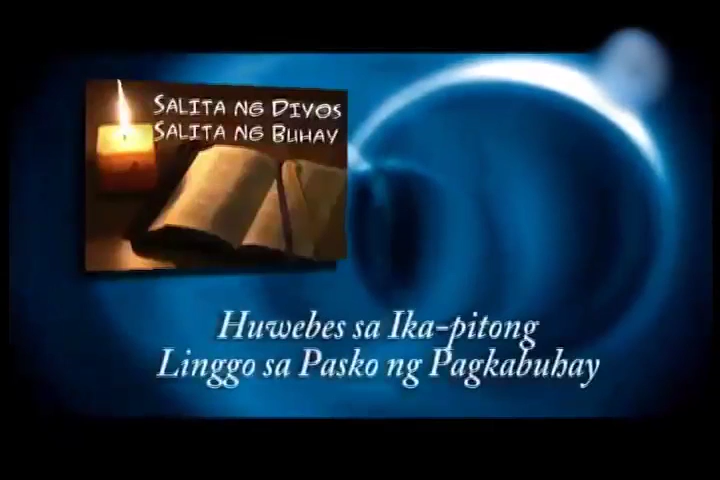 SALITA NG DIYOS
SALITA NG BUHAY
Huwebes sa Ika-pitong
Linggo sa Pasko ng Pagkabuhay